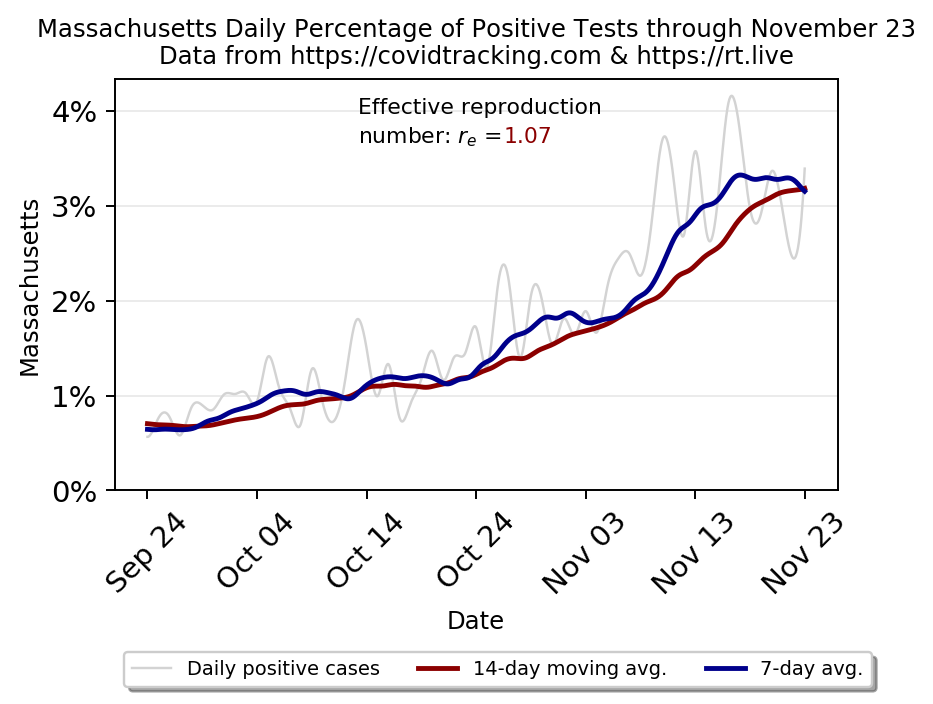 Massachusetts Daily Percentage of Positive Tests through November 23
Data from https://covidtracking.com & https://rt.live
Effective reproduction
number: rₑ =1.07
4%
3%
2%
1%
0%
Massachusetts
Sep 24
Oct 04
Oct 14
Oct 24
Nov 03
Nov 13
Nov 23
Date
Daily positive cases
14-day moving avg.
7-day avg.